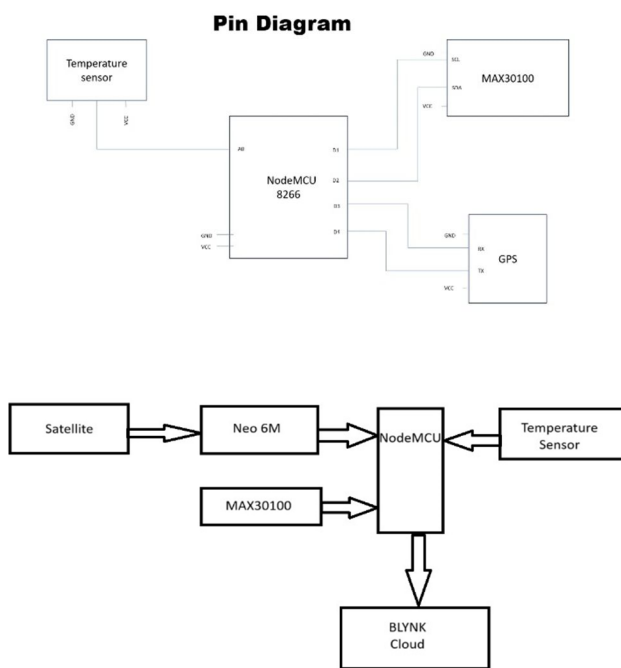 Pin Diagram
Temperature
sensor
GND
VCC
NodeMCU
8266
A0
GND
VCC
D1
D2
D3
D4
GND
SCL
MAX30100
SDA
VCC
GND
RX
GPS
TX
VCC
Satellite
Neo 6M
NodeMCU
Temperature
Sensor
MAX30100
BLYNK
Cloud